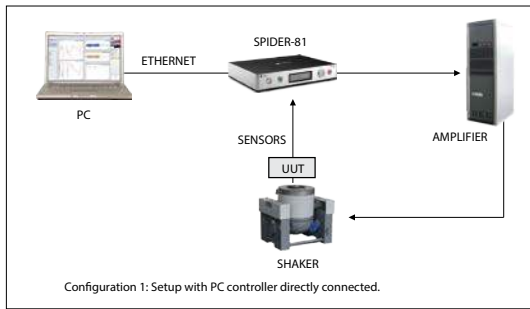 SPIDER-81
ETHERNET
PC
AMPLIFIER
SENSORS
UUT
SHAKER
Configuration 1: Setup with PC controller directly connected.